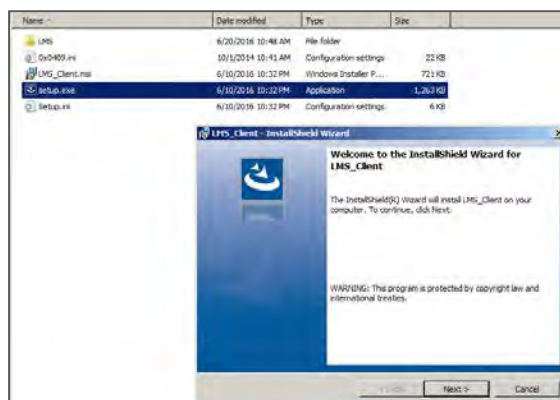 Name Date modified Type Size
LMS 6/20/2016 10:48 AM File folder
0x0409.ini 10/1/2014 10:41 AM Configuration settings 22 KB
LMS_Client.msi 6/10/2016 10:32 PM Windows Installer P... 721 KB
setup.exe 6/10/2016 10:32 PM Application 1,263 KB
Setup.ini 6/10/2016 10:32 PM Configuration settings 6 KB
LMS_Client - InstallShield Wizard
Welcome to the InstallShield Wizard for
LMS_Client
The InstallShield(R) Wizard will install LMS_Client on your
computer. To continue, click Next.
WARNING: This program is protected by copyright law and
international treaties.
Next > Cancel